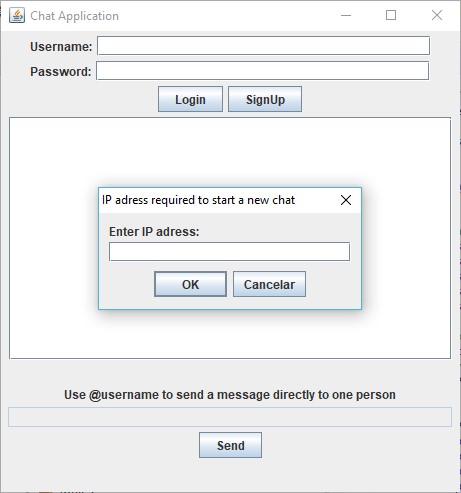 Chat Application
Username:
Password:
Login SignUp
IP adress required to start a new chat
Enter IP adress:
OK Cancelar
Use @username to send a message directly to one person
Send